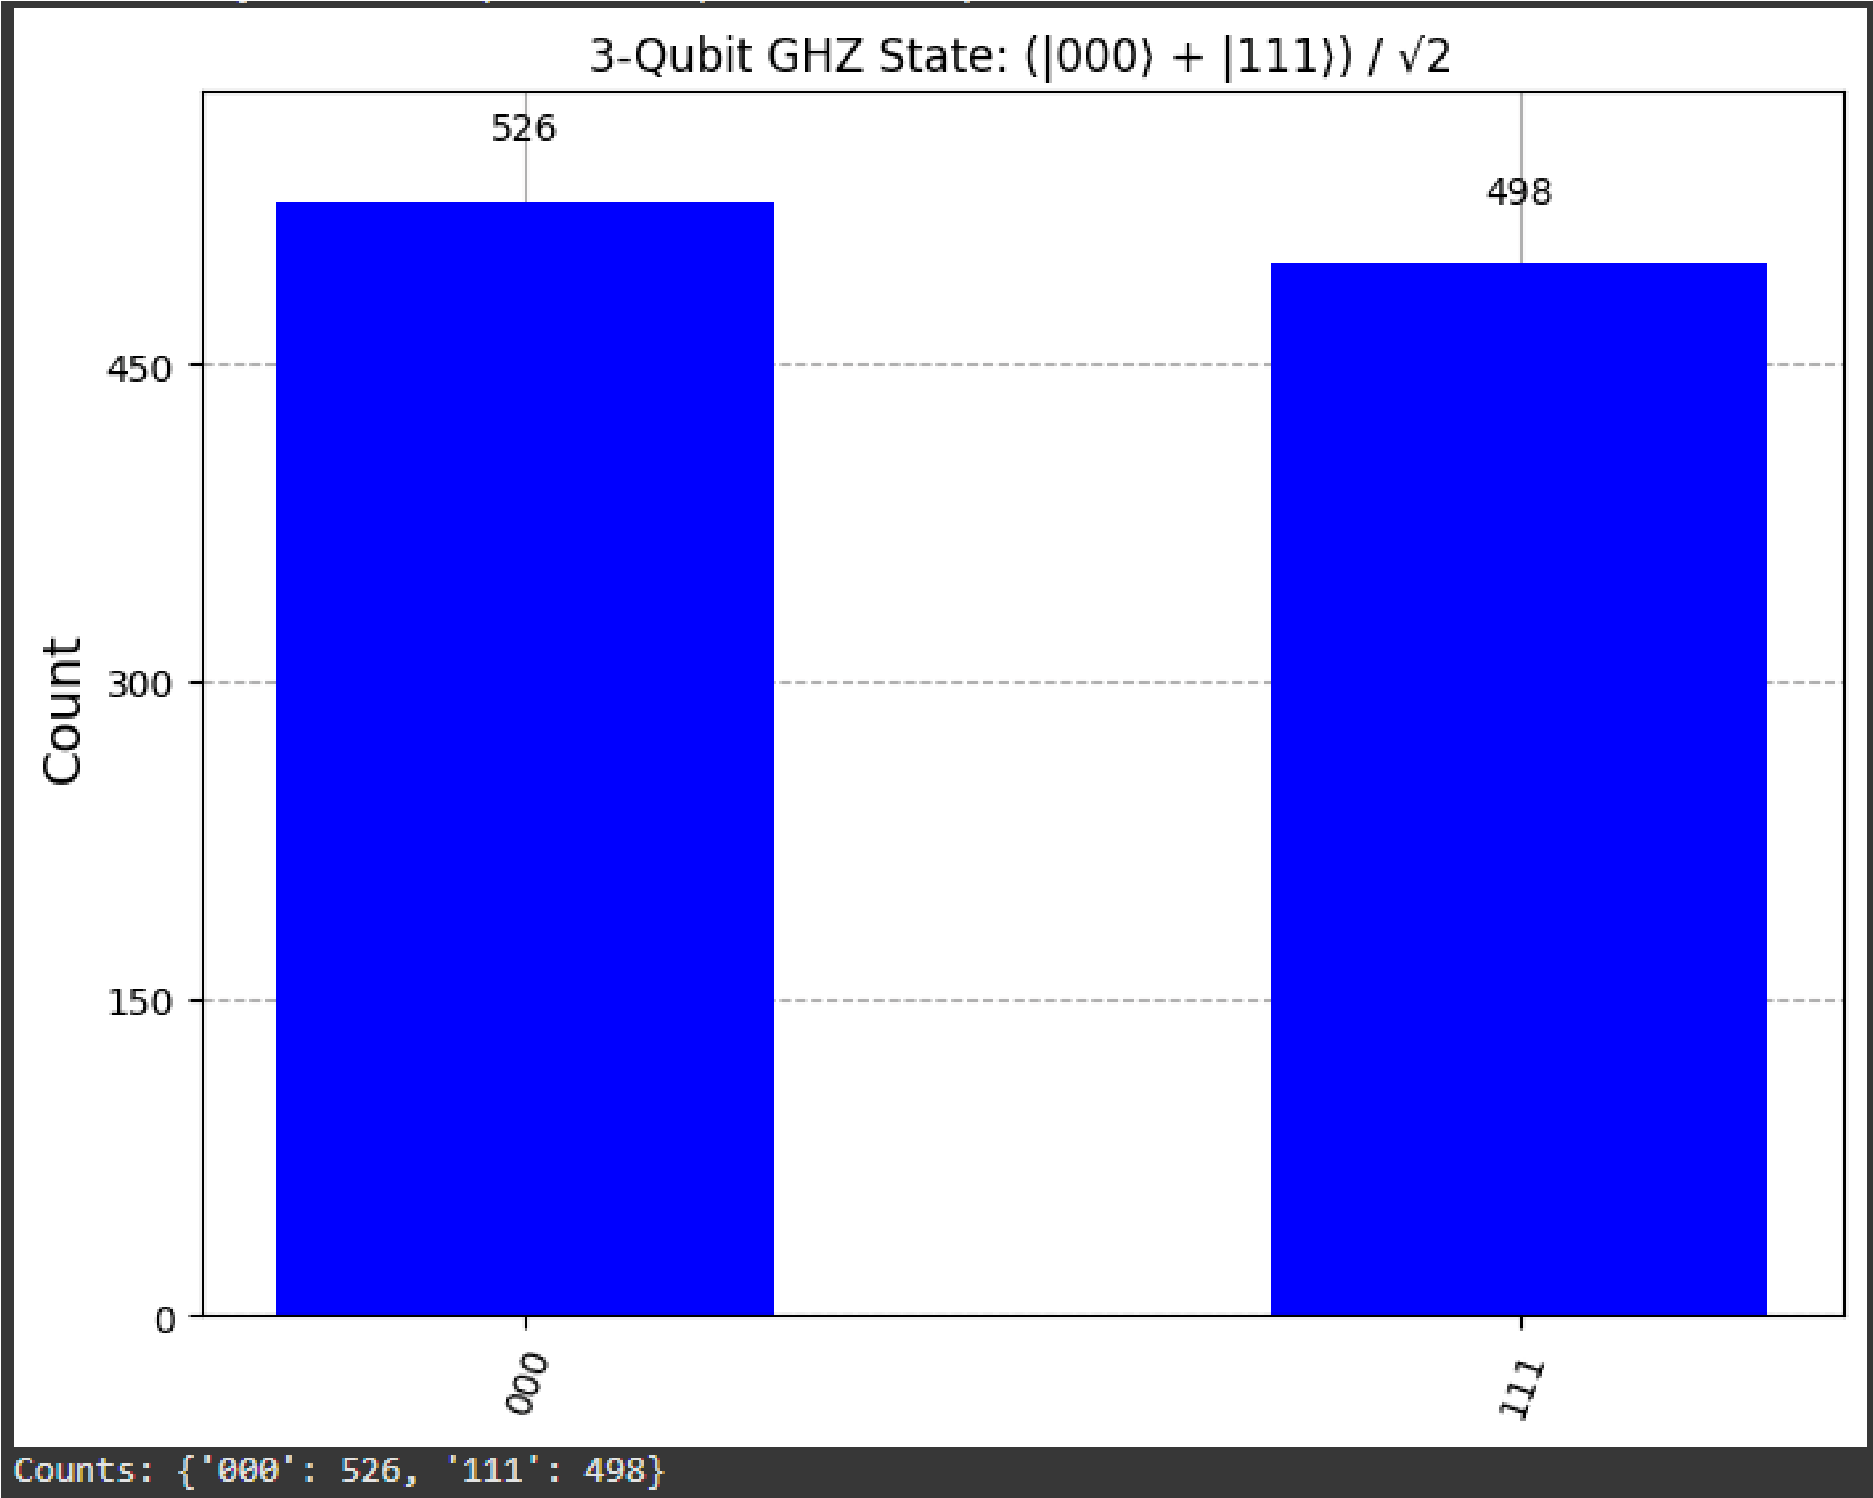 3-Qubit GHZ State: (|000⟩ + |111⟩) / √2
526
498
450
300
150
0
Count
000
111
Counts: {'000': 526, '111': 498}